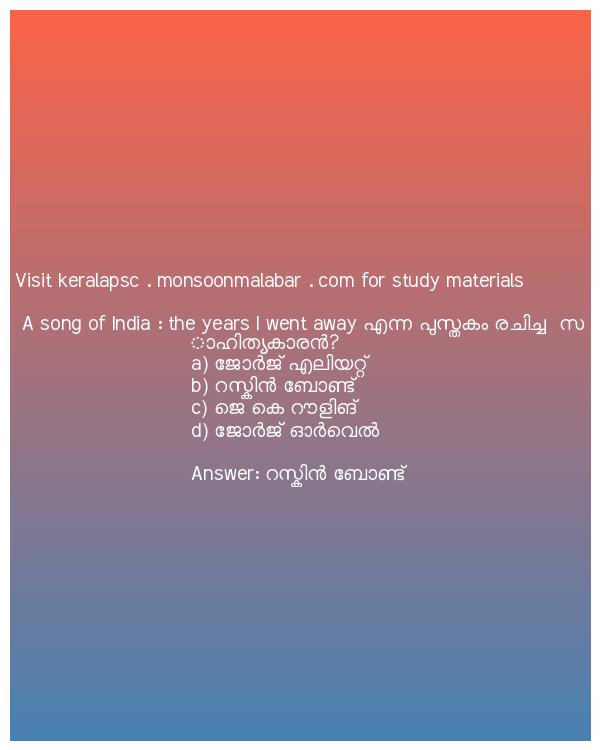 Visit keralapsc . monsoonmalabar . com for study materials
A song of India : the years I went away എന്ന പുസ്തകം രചിച്ച സ
ാഹിത്യകാരൻ?
a) ജോർജ് എലിയറ്റ്
b) റസ്കിൻ ബോണ്ട്
c) ജെ കെ റൗളിങ്
d) ജോർജ് ഓർവെൽ
Answer: റസ്കിൻ ബോണ്ട്